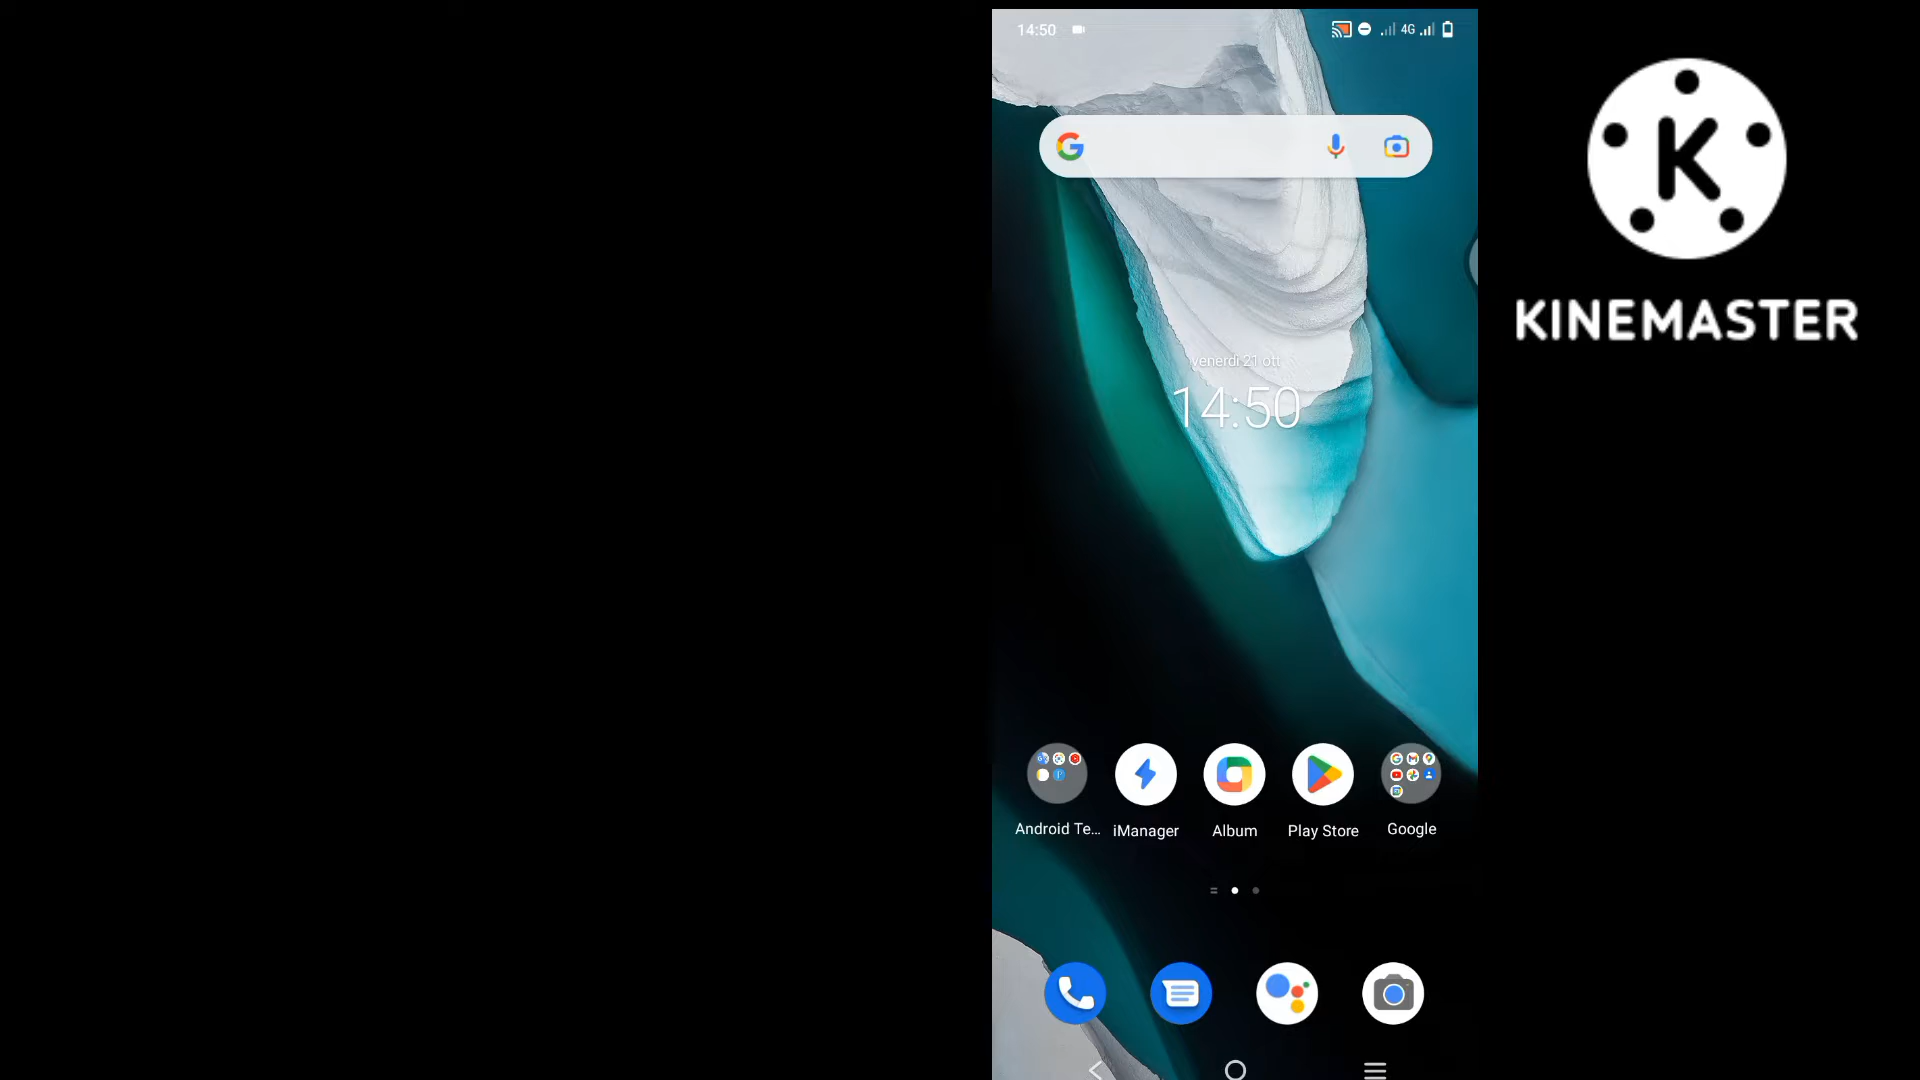 14:50
4G
venerdì 21 ott
14:50
Android Te...
iManager
Album
Play Store
Google
K
KINEMASTER